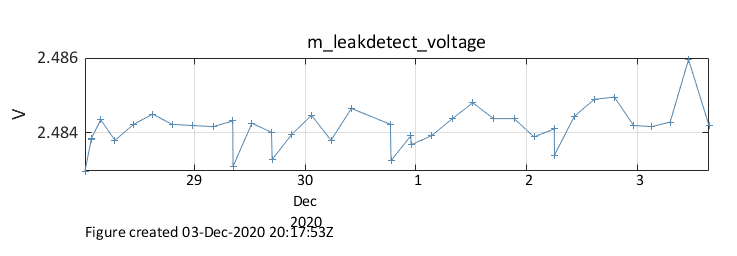 m_leakdetect_voltage
2.486
V
2.484
29 30 1 2 3
Dec
2020
Figure created 03-Dec-2020 20:17:53Z